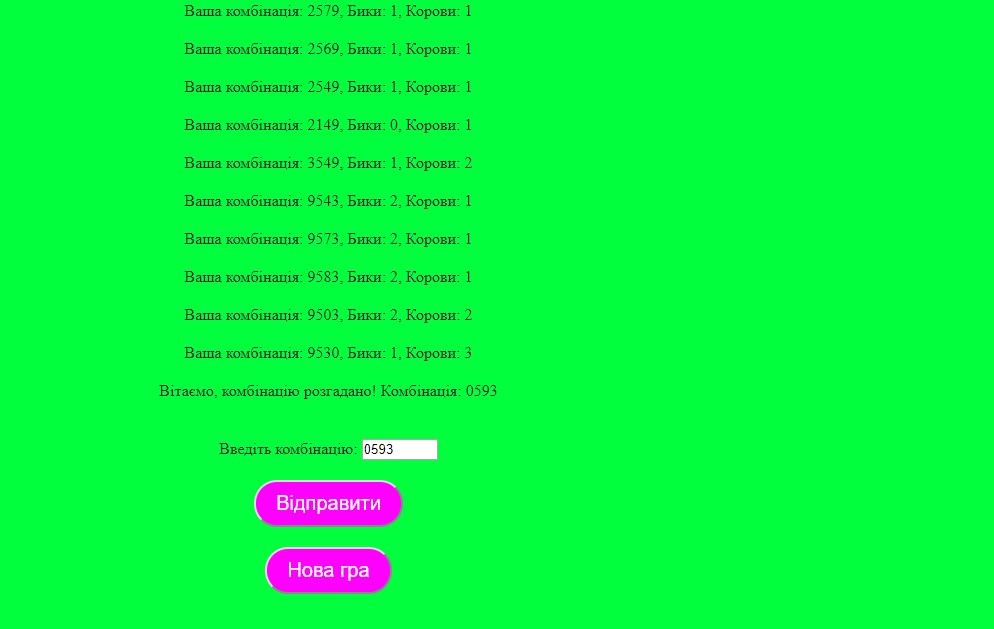 Ваша комбінація: 2579, Бики: 1, Корови: 1
Ваша комбінація: 2569, Бики: 1, Корови: 1
Ваша комбінація: 2549, Бики: 1, Корови: 1
Ваша комбінація: 2149, Бики: 0, Корови: 1
Ваша комбінація: 3549, Бики: 1, Корови: 2
Ваша комбінація: 9543, Бики: 2, Корови: 1
Ваша комбінація: 9573, Бики: 2, Корови: 1
Ваша комбінація: 9583, Бики: 2, Корови: 1
Ваша комбінація: 9503, Бики: 2, Корови: 2
Ваша комбінація: 9530, Бики: 1, Корови: 3
Вітаємо, комбінацію розгадано! Комбінація: 0593
Введіть комбінацію: 0593
Відправити
Нова гра